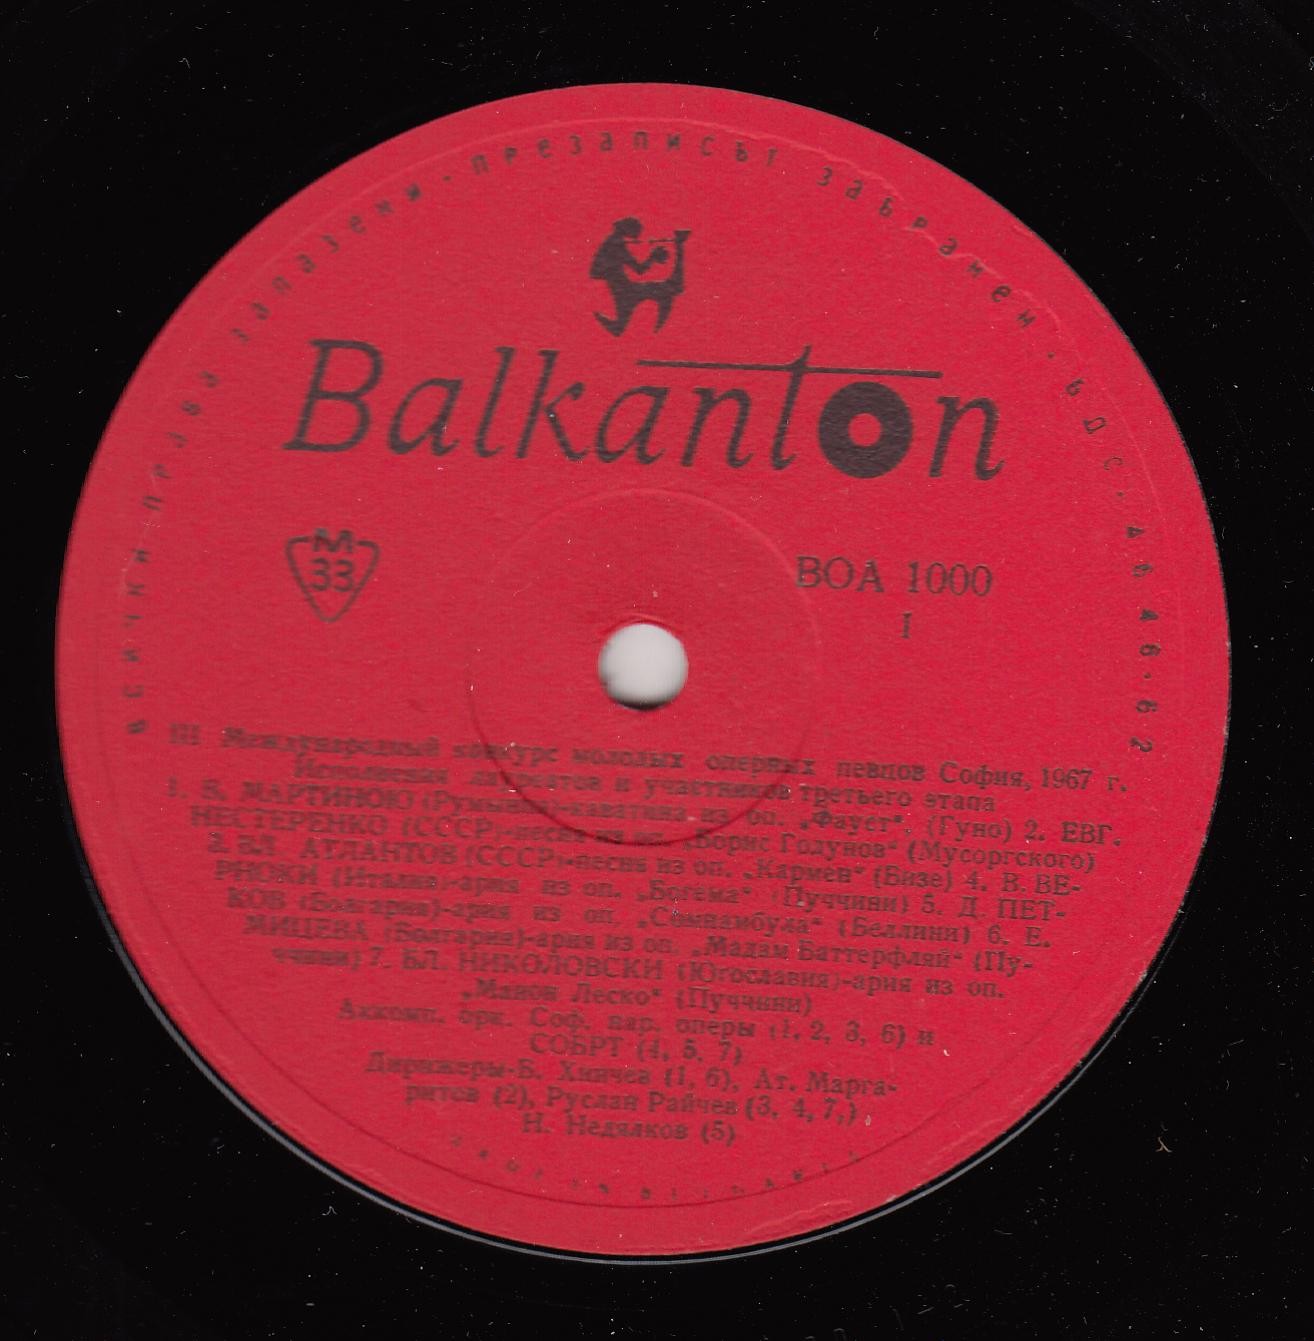 всички права запазени · презаписът забранен · БДС · 46 46-62
Balkanton
М
33
ВОА 1000
1
III Международный конкурс молодых оперных певцов София, 1967 г.
Исполнения лауреатов и участников третьего этапа
1. В. МАРТИНОЮ (Румыния)-каватина из оп. „Фауст“. (Гуно) 2. ЕВГ.
НЕСТЕРЕНКО (СССР)-песня из оп. „Борис Годунов“ (Мусоргского)
3. ВЛ. АТЛАНТОВ (СССР)-песня из оп. „Кармен“ (Бизе) 4. В. ВЕ-
РНОКИ (Италия)-ария из оп. „Богема“ (Пуччини) 5. Д. ПЕТ-
КОВ (Болгария)-ария из оп. „Сомнамбула“ (Беллини) 6. Е.
МИЦЕВА (Болгария)-ария из оп. „Мадам Баттерфляй“ (Пу-
ччини) 7. БЛ. НИКОЛОВСКИ (Югославия)-ария из оп.
„Манон Леско“ (Пуччини)
Аккомп. орк. Соф. нар. оперы (1, 2, 3, 6) и
СОБРТ (4, 5, 7)
Дирижеры-Б. Хинчев (1, 6), Ат. Марга-
ритов (2), Руслан Райчев (3, 4, 7,)
Н. Недялков (5)